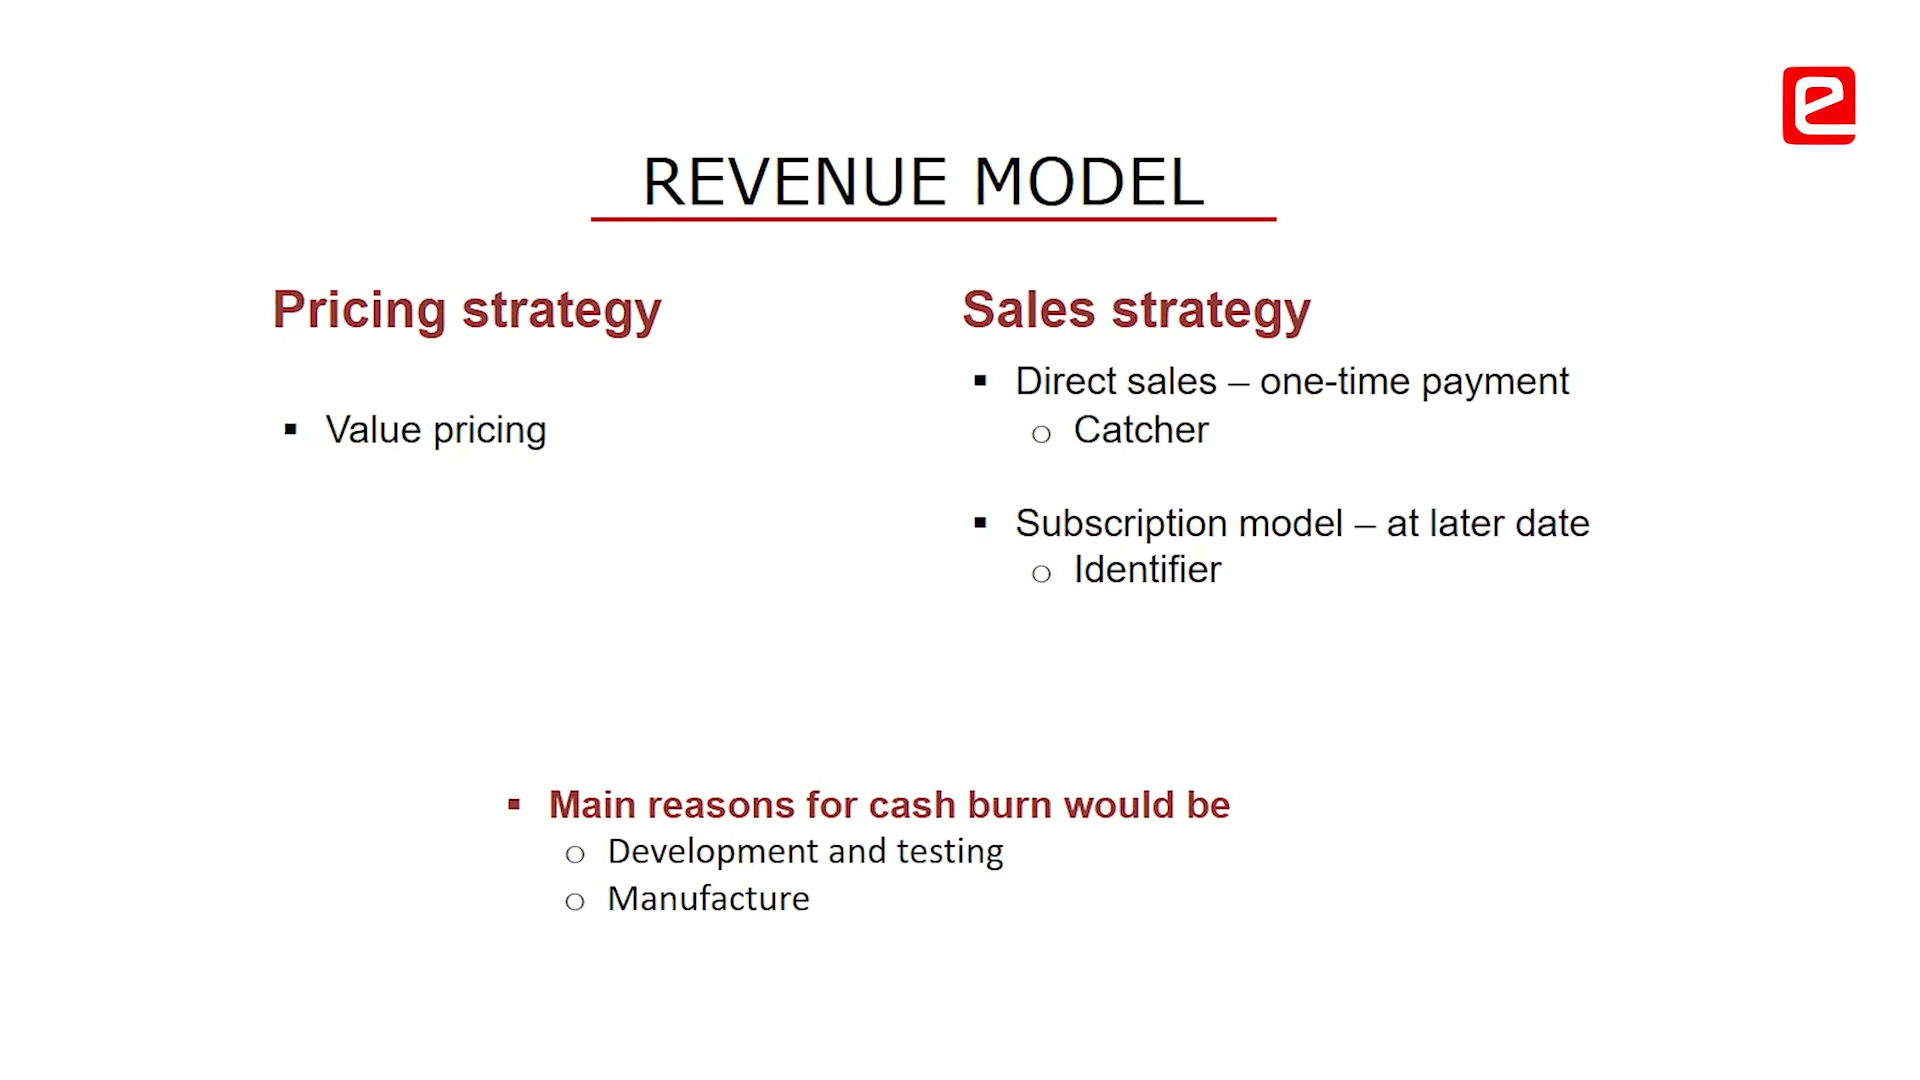 REVENUE MODEL
Pricing strategy
▪ Value pricing
Sales strategy
▪ Direct sales – one-time payment
○ Catcher
▪ Subscription model – at later date
○ Identifier
▪ Main reasons for cash burn would be
○ Development and testing
○ Manufacture
e